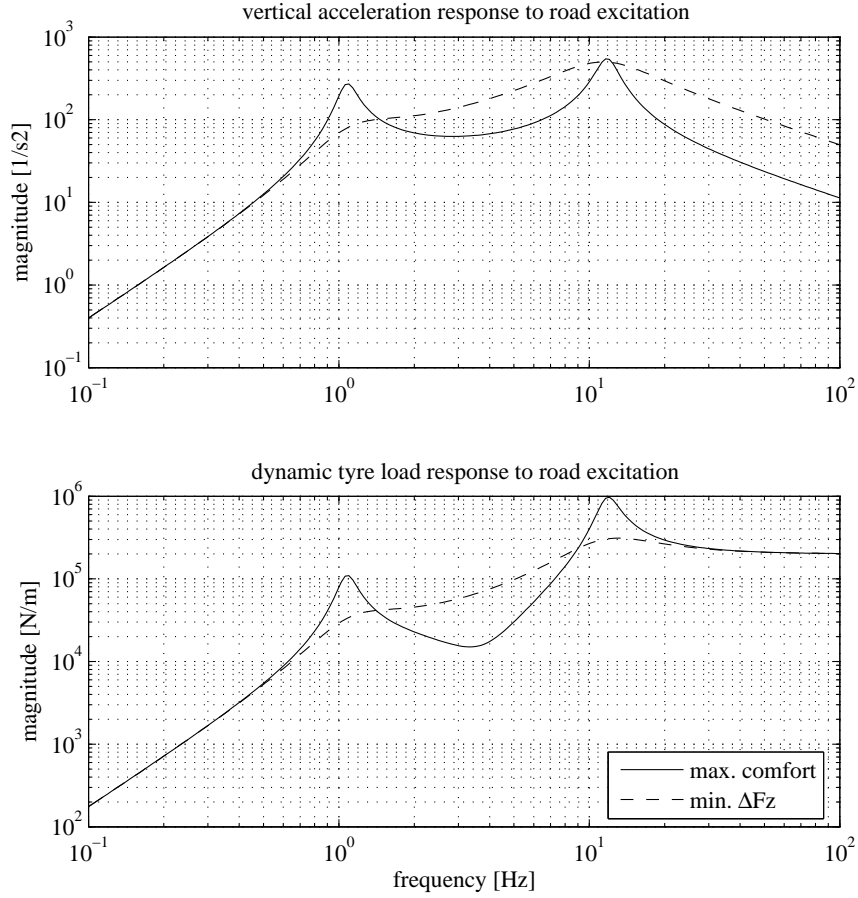 vertical acceleration response to road excitation
magnitude [1/s2]
10^3
10^2
10^1
10^0
10^−1
10^−1 10^0 10^1 10^2
dynamic tyre load response to road excitation
magnitude [N/m]
10^6
10^5
10^4
10^3
10^2
max. comfort
min. ΔFz
10^−1 10^0 10^1 10^2
frequency [Hz]